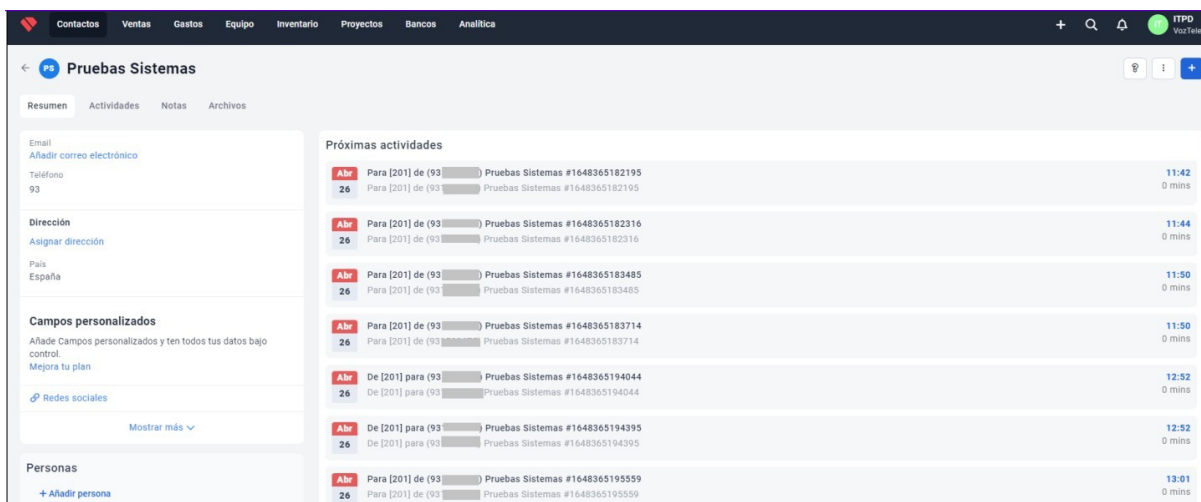 Contactos Ventas Gastos Equipo Inventario Proyectos Bancos Analítica
IT ITPD
VozTele
PS Pruebas Sistemas
Resumen Actividades Notas Archivos
Email
Añadir correo electrónico
Teléfono
93
Dirección
Asignar dirección
País
España
Campos personalizados
Añade Campos personalizados y ten todos tus datos bajo
control.
Mejora tu plan
Redes sociales
Mostrar más
Personas
+ Añadir persona
Próximas actividades
Abr Para [201] de (93 ) Pruebas Sistemas #1648365182195 11:42
26 Para [201] de (93 Pruebas Sistemas #1648365182195 0 mins
Abr Para [201] de (93 ) Pruebas Sistemas #1648365182316 11:44
26 Para [201] de (93 Pruebas Sistemas #1648365182316 0 mins
Abr Para [201] de (93 ) Pruebas Sistemas #1648365183485 11:50
26 Para [201] de (93 Pruebas Sistemas #1648365183485 0 mins
Abr Para [201] de (93 ) Pruebas Sistemas #1648365183714 11:50
26 Para [201] de (93 Pruebas Sistemas #1648365183714 0 mins
Abr De [201] para (93 ) Pruebas Sistemas #1648365194044 12:52
26 De [201] para (93 Pruebas Sistemas #1648365194044 0 mins
Abr De [201] para (93 ) Pruebas Sistemas #1648365194395 12:52
26 De [201] para (93 Pruebas Sistemas #1648365194395 0 mins
Abr Para [201] de (93 ) Pruebas Sistemas #1648365195559 13:01
26 Para [201] de (93 Pruebas Sistemas #1648365195559 0 mins